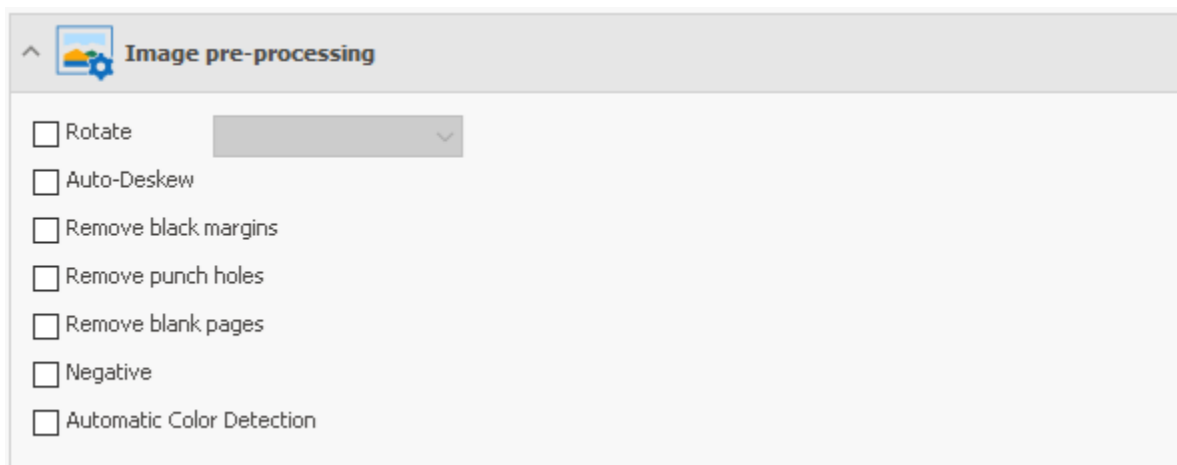 Image pre-processing
Rotate
Auto-Deskew
Remove black margins
Remove punch holes
Remove blank pages
Negative
Automatic Color Detection